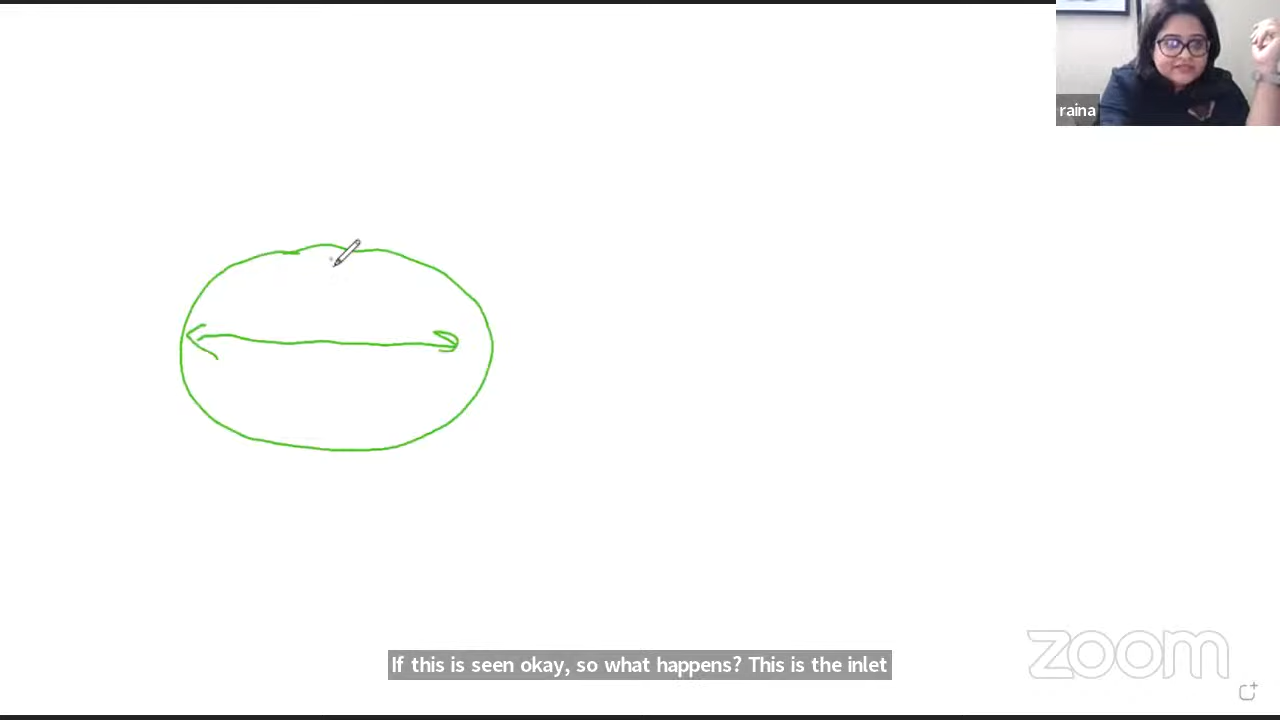 raina
If this is seen okay, so what happens? This is the inlet
zoom